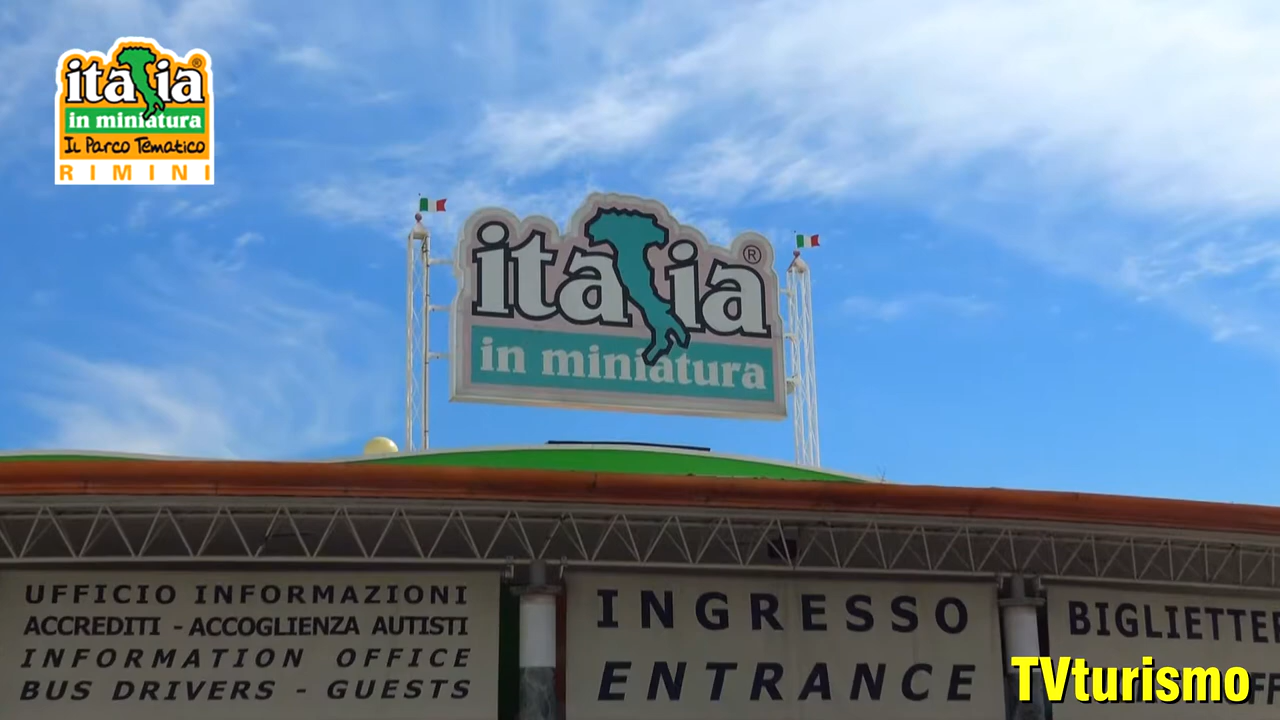 italia®
in miniatura
Il Parco Tematico
RIMINI
italia®
in miniatura
UFFICIO INFORMAZIONI
ACCREDITI - ACCOGLIENZA AUTISTI
INFORMATION OFFICE
BUS DRIVERS - GUESTS
INGRESSO
ENTRANCE
TVturismo